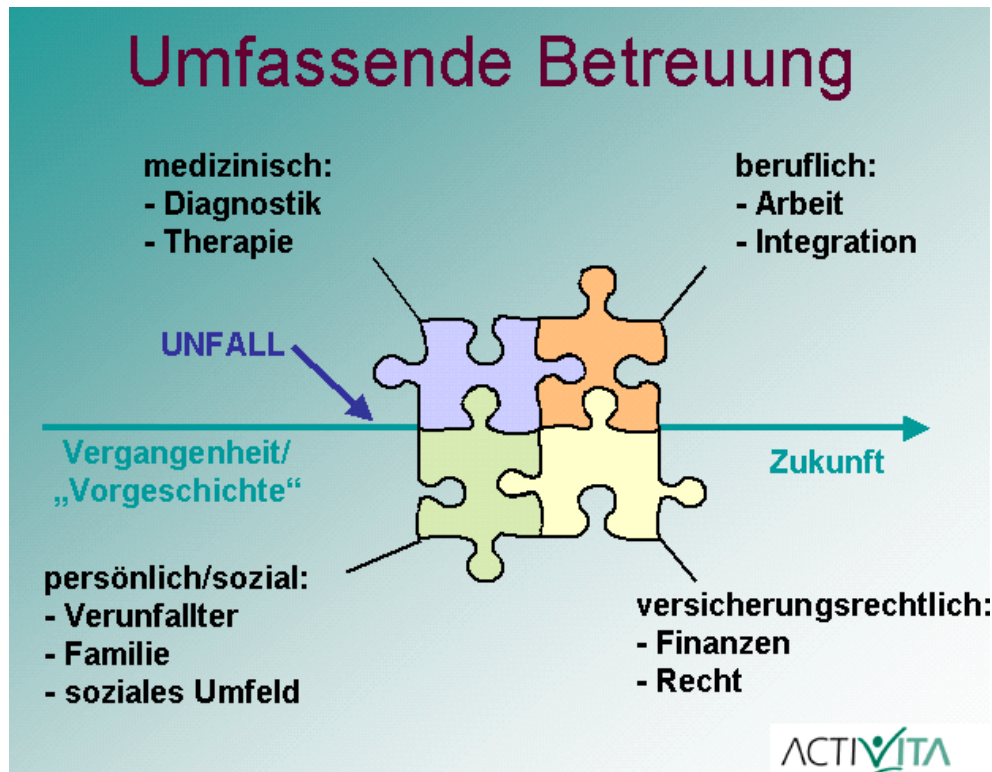 Umfassende Betreuung
medizinisch:
- Diagnostik
- Therapie
beruflich:
- Arbeit
- Integration
UNFALL
Vergangenheit/
„Vorgeschichte“
Zukunft
persönlich/sozial:
- Verunfallter
- Familie
- soziales Umfeld
versicherungsrechtlich:
- Finanzen
- Recht
ACTIVITA